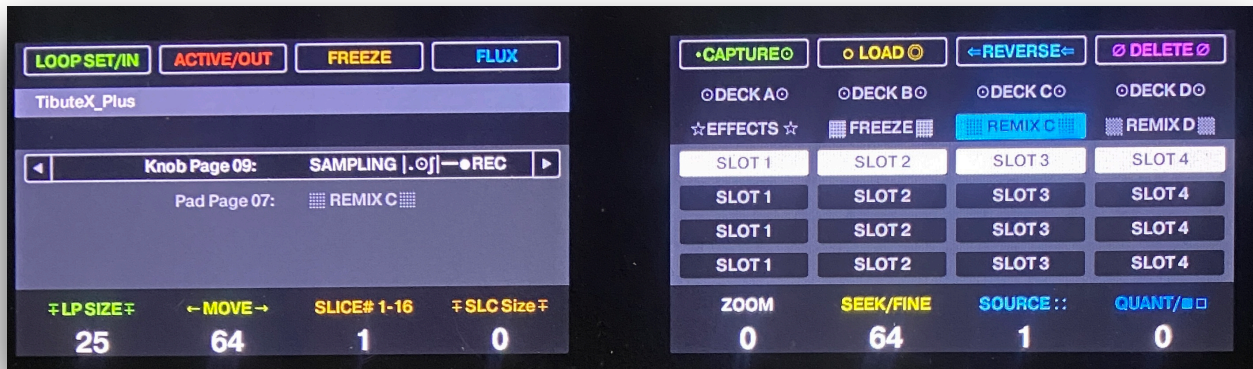 LOOP SET/IN ACTIVE/OUT FREEZE FLUX
TibuteX_Plus
◄ Knob Page 09: SAMPLING |.⊙∫|—●REC ►
Pad Page 07: ▦ REMIX C ▦
∓LP SIZE∓ ←MOVE→ SLICE# 1-16 ∓SLC Size∓
25 64 1 0
•CAPTURE⊙ o LOAD ◎ ⇐REVERSE⇐ Ø DELETE Ø
⊙DECK A⊙ ⊙DECK B⊙ ⊙DECK C⊙ ⊙DECK D⊙
☆EFFECTS ☆ ▦ FREEZE ▦ ▦ REMIX C ▦ ▦ REMIX D ▦
SLOT 1 SLOT 2 SLOT 3 SLOT 4
SLOT 1 SLOT 2 SLOT 3 SLOT 4
SLOT 1 SLOT 2 SLOT 3 SLOT 4
SLOT 1 SLOT 2 SLOT 3 SLOT 4
ZOOM SEEK/FINE SOURCE :: QUANT/■□
0 64 1 0